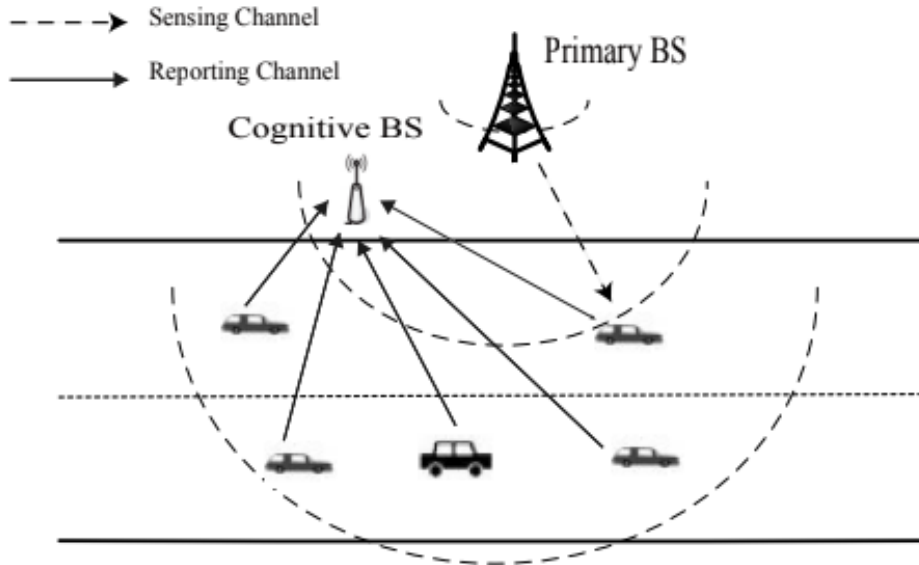 Sensing Channel
Primary BS
Reporting Channel
Cognitive BS